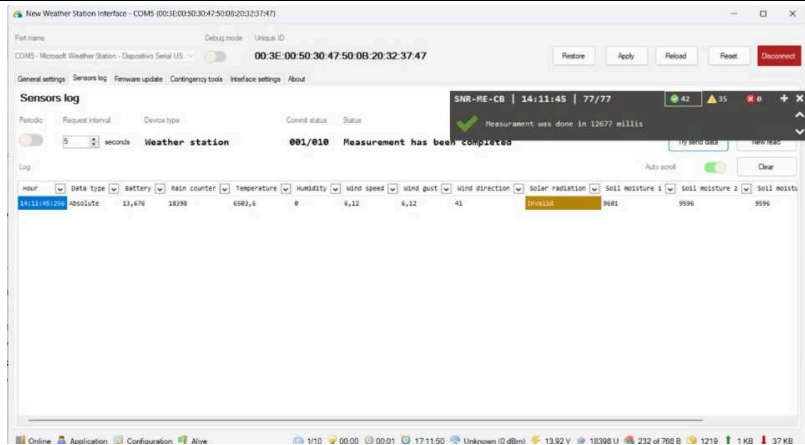 New Weather Station Interface - COM5 (00:3E:00:50:30:47:50:0B:20:32:37:47)
Port name Debug mode Unique ID
COM5 - Microsoft Weather Station - Dispositivo Serial US 00:3E:00:50:30:47:50:0B:20:32:37:47 Restore Apply Reload Reset Disconnect
General settings Sensors log Firmware update Contingency tools Interface settings About
Sensors log
SNR-ME-CB | 14:11:45 | 77/77 42 35 0
Measurament was done in 12677 millis
Periodic Request interval Device type Commit status Status
5 seconds Weather station 001/010 Measurement has been completed Try send data New read
Log Auto scroll Clear
Hour Data type Battery Rain counter Temperature Humidity Wind speed Wind gust Wind direction Solar radiation Soil moisture 1 Soil moisture 2 Soil moistu
14:11:45:256 Absolute 13,676 18398 6503,6 0 6,12 6,12 41 Invalid 9601 9596 9596
Online Application Configuration Alive 1/10 00:00 00:01 17:11:50 Unknown (0 dBm) 13,92 V 18398 U 232 of 768 B 1219 1 KB 37 KB